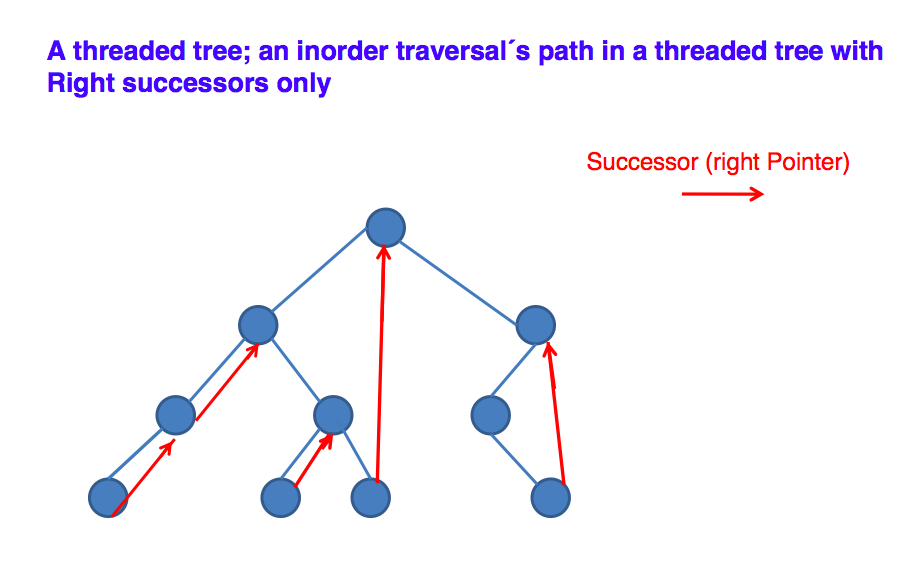 A threaded tree; an inorder traversal´s path in a threaded tree with
Right successors only
Successor (right Pointer)